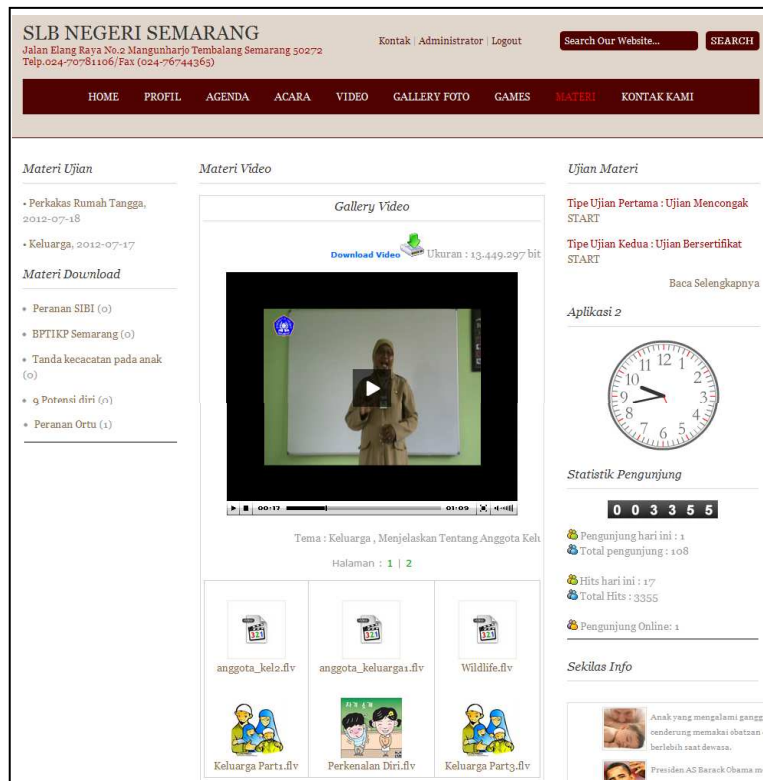 SLB NEGERI SEMARANG
Jalan Elang Raya No.2 Mangunharjo Tembalang Semarang 50272
Telp.024-70781106/Fax (024-76744365)
Kontak | Administrator | Logout
Search Our Website...
SEARCH
HOME PROFIL AGENDA ACARA VIDEO GALLERY FOTO GAMES MATERI KONTAK KAMI
Materi Ujian
• Perkakas Rumah Tangga,
2012-07-18
• Keluarga, 2012-07-17
Materi Download
• Peranan SIBI (0)
• BPTIKP Semarang (0)
• Tanda kecacatan pada anak
(0)
• 9 Potensi diri (0)
• Peranan Ortu (1)
Materi Video
Gallery Video
Download Video Ukuran : 13.449.297 bit
00:17 01:09
Tema : Keluarga , Menjelaskan Tentang Anggota Kelu
Halaman : 1 | 2
anggota_kel2.flv anggota_keluarga1.flv Wildlife.flv
Keluarga Part1.flv Perkenalan Diri.flv Keluarga Part3.flv
Ujian Materi
Tipe Ujian Pertama : Ujian Mencongak
START
Tipe Ujian Kedua : Ujian Bersertifikat
START
Baca Selengkapnya
Aplikasi 2
11 12 1
10 2
9 3
8 4
7 6 5
Statistik Pengunjung
003355
Pengunjung hari ini : 1
Total pengunjung : 108
Hits hari ini : 17
Total Hits : 3355
Pengunjung Online: 1
Sekilas Info
Anak yang mengalami gangg
cenderung memakai obatzan
berlebih saat dewasa.
Presiden AS Barack Obama m